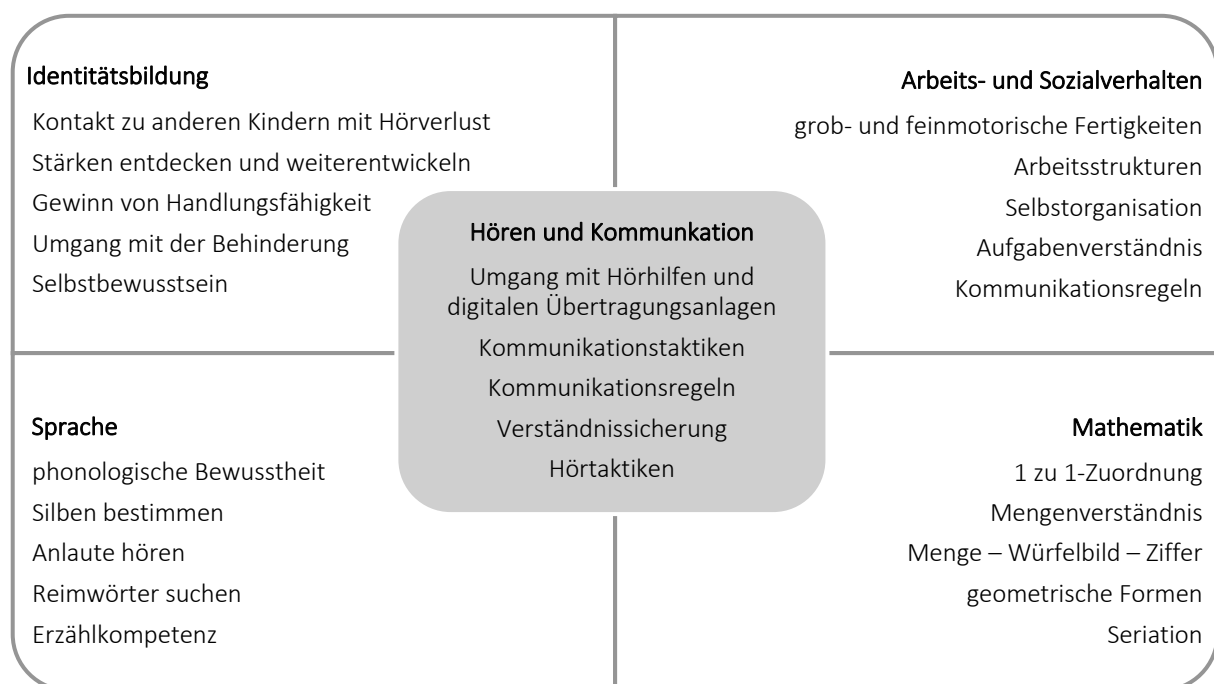 Identitätsbildung
Kontakt zu anderen Kindern mit Hörverlust
Stärken entdecken und weiterentwickeln
Gewinn von Handlungsfähigkeit
Umgang mit der Behinderung
Selbstbewusstsein
Arbeits- und Sozialverhalten
grob- und feinmotorische Fertigkeiten
Arbeitsstrukturen
Selbstorganisation
Aufgabenverständnis
Kommunikationsregeln
Hören und Kommunkation
Umgang mit Hörhilfen und
digitalen Übertragungsanlagen
Kommunikationstaktiken
Kommunikationsregeln
Verständnissicherung
Hörtaktiken
Sprache
phonologische Bewusstheit
Silben bestimmen
Anlaute hören
Reimwörter suchen
Erzählkompetenz
Mathematik
1 zu 1-Zuordnung
Mengenverständnis
Menge – Würfelbild – Ziffer
geometrische Formen
Seriation